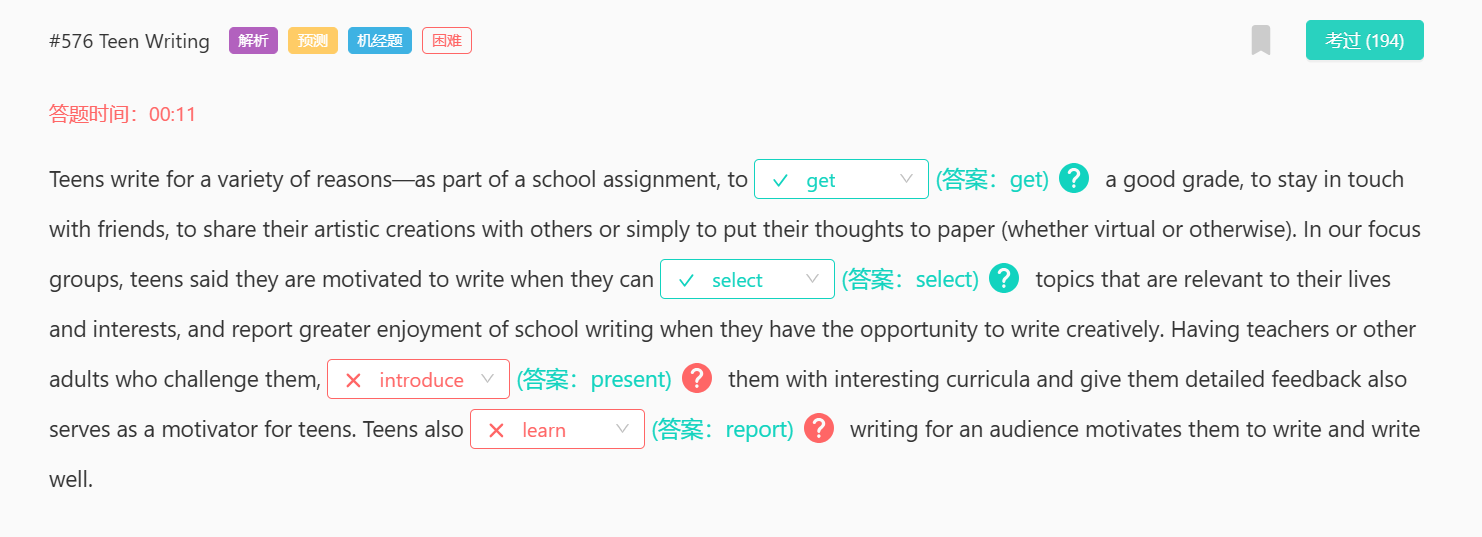 #576 Teen Writing 解析 预测 机经题 困难 考过 (194)
答题时间：00:11
Teens write for a variety of reasons—as part of a school assignment, to get (答案：get) ? a good grade, to stay in touch
with friends, to share their artistic creations with others or simply to put their thoughts to paper (whether virtual or otherwise). In our focus
groups, teens said they are motivated to write when they can select (答案：select) ? topics that are relevant to their lives
and interests, and report greater enjoyment of school writing when they have the opportunity to write creatively. Having teachers or other
adults who challenge them, introduce (答案：present) ? them with interesting curricula and give them detailed feedback also
serves as a motivator for teens. Teens also learn (答案：report) ? writing for an audience motivates them to write and write
well.